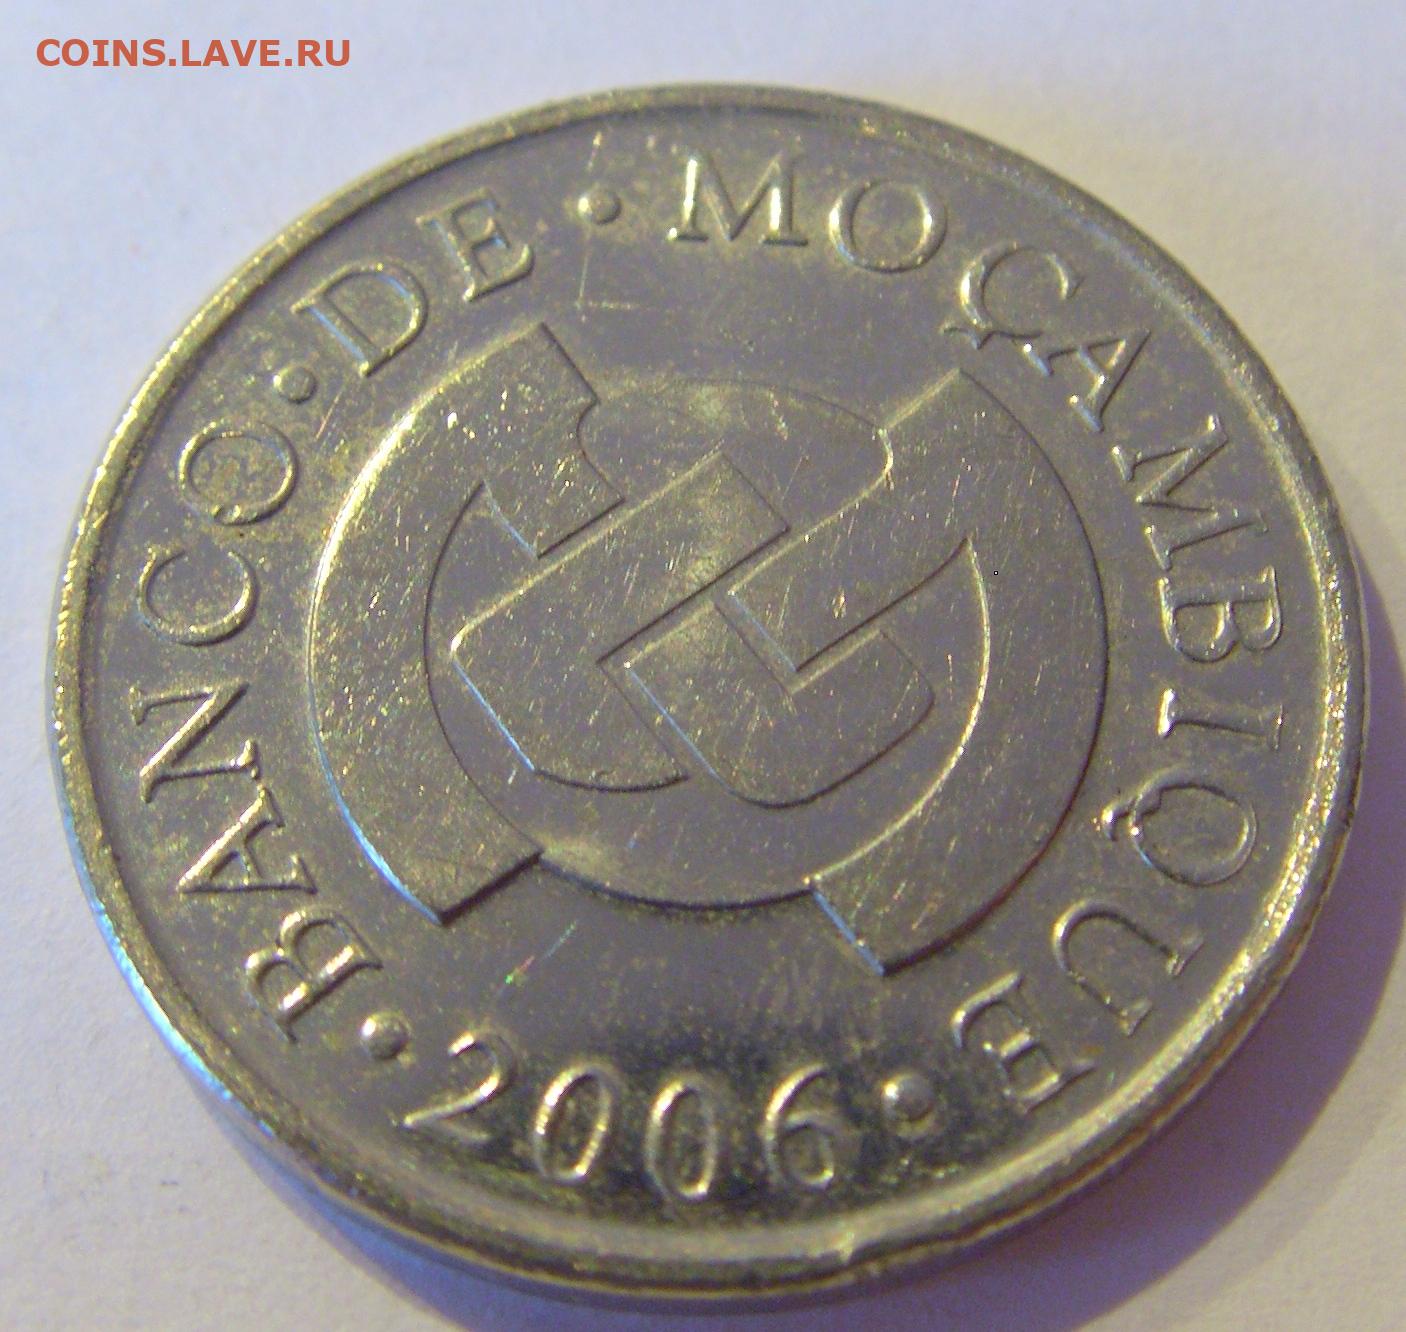 COINS.LAVE.RU
BANCO · DE · MOÇAMBIQUE
· 2006 ·